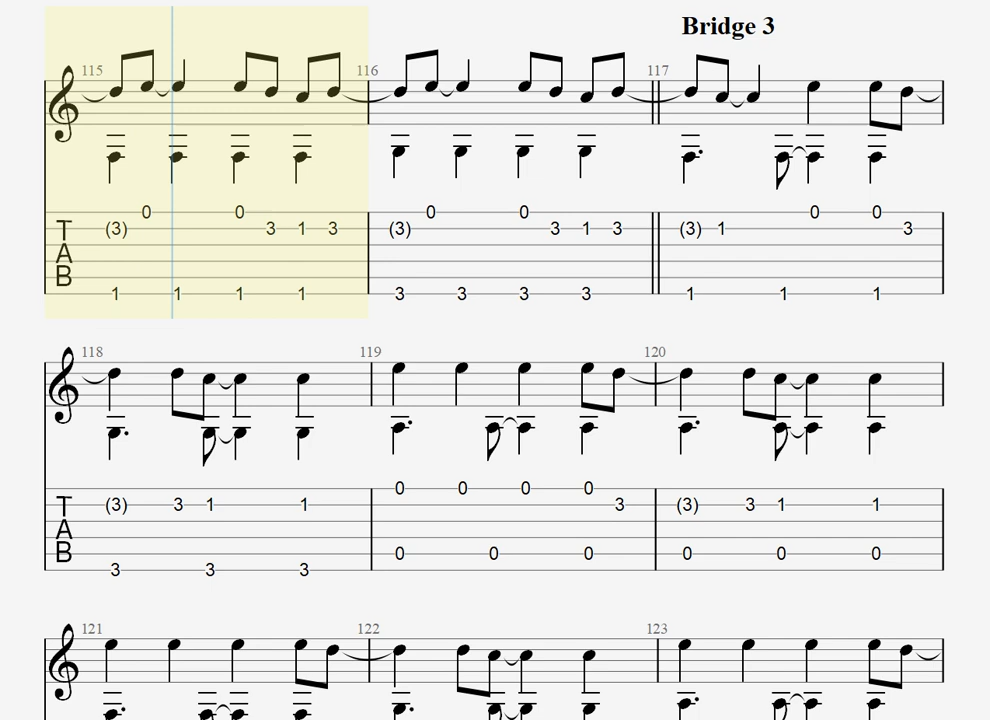 Bridge 3
115 116 117
0 0 0 0 0 0
T (3) 3 1 3 (3) 3 1 3 (3) 1 3
A
B
1 1 1 1 3 3 3 3 1 1 1
118 119 120
0 0 0 0
T (3) 3 1 1 3 (3) 3 1 1
A
B 0 0 0 0 0 0
3 3 3
121 122 123